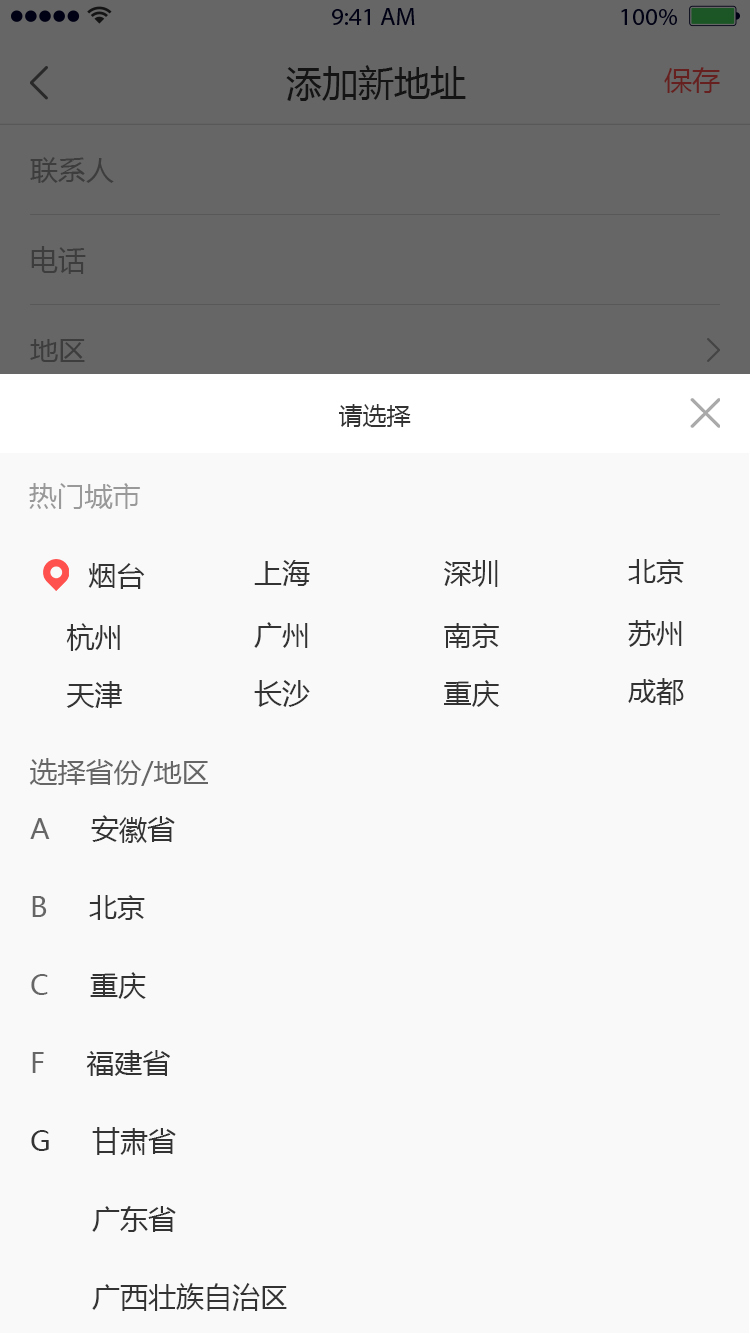 9:41 AM 100%
添加新地址 保存
联系人
电话
地区
请选择
热门城市
烟台 上海 深圳 北京
杭州 广州 南京 苏州
天津 长沙 重庆 成都
选择省份/地区
A 安徽省
B 北京
C 重庆
F 福建省
G 甘肃省
广东省
广西壮族自治区